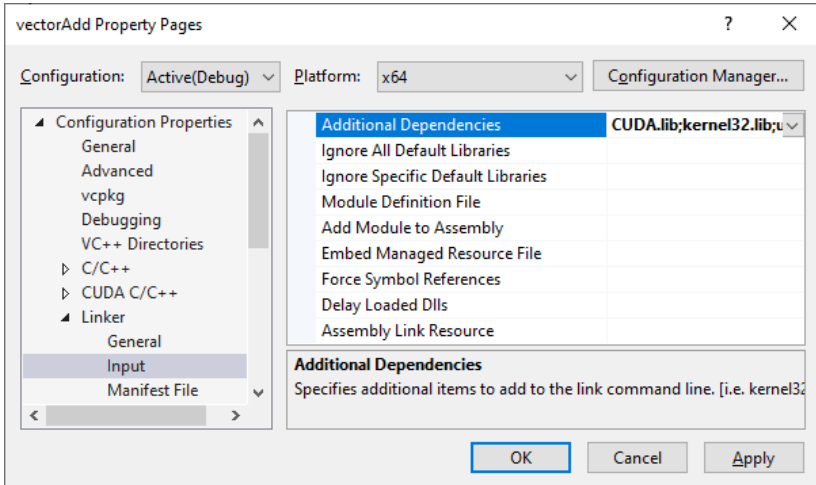 vectorAdd Property Pages ? ×
Configuration: Active(Debug) Platform: x64 Configuration Manager...
Configuration Properties
General
Advanced
vcpkg
Debugging
VC++ Directories
C/C++
CUDA C/C++
Linker
General
Input
Manifest File
Additional Dependencies CUDA.lib;kernel32.lib;u
Ignore All Default Libraries
Ignore Specific Default Libraries
Module Definition File
Add Module to Assembly
Embed Managed Resource File
Force Symbol References
Delay Loaded Dlls
Assembly Link Resource
Additional Dependencies
Specifies additional items to add to the link command line. [i.e. kernel32
OK Cancel Apply